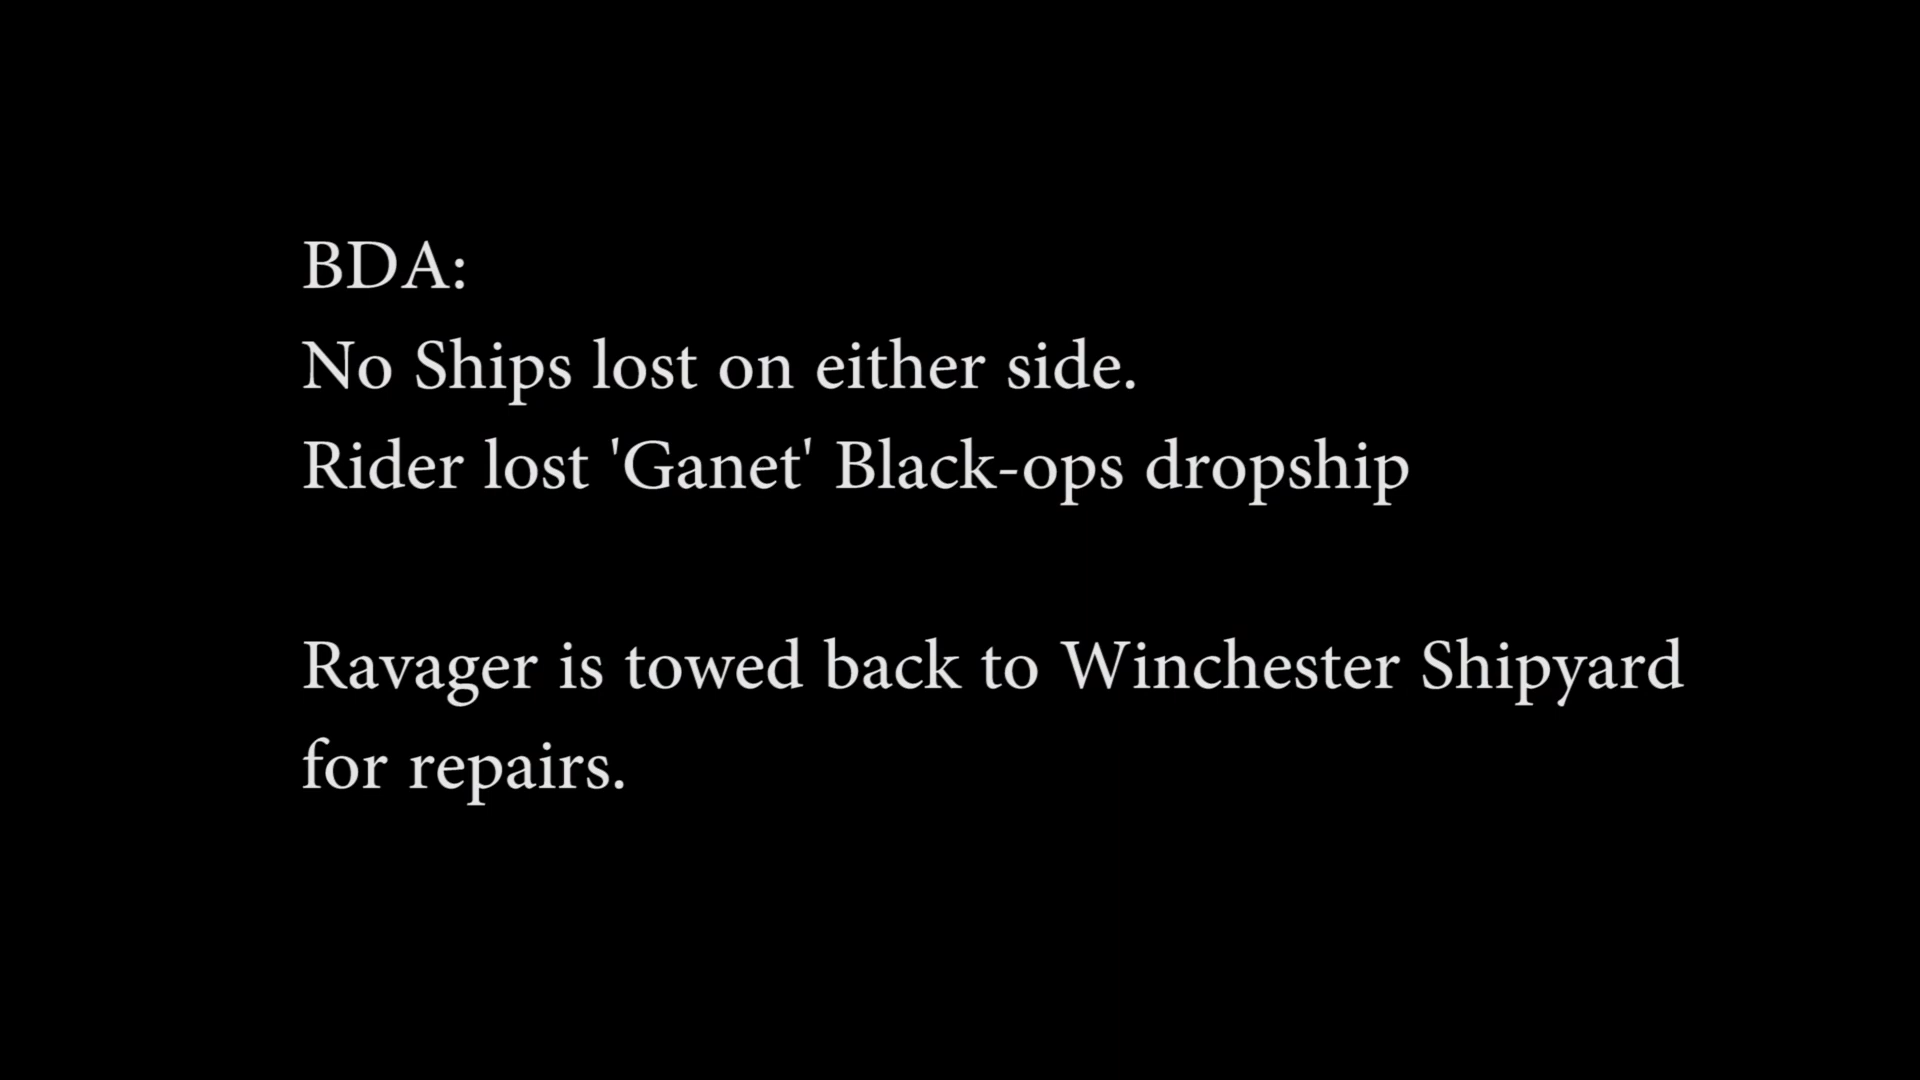 BDA:
No Ships lost on either side.
Rider lost 'Ganet' Black-ops dropship
Ravager is towed back to Winchester Shipyard
for repairs.